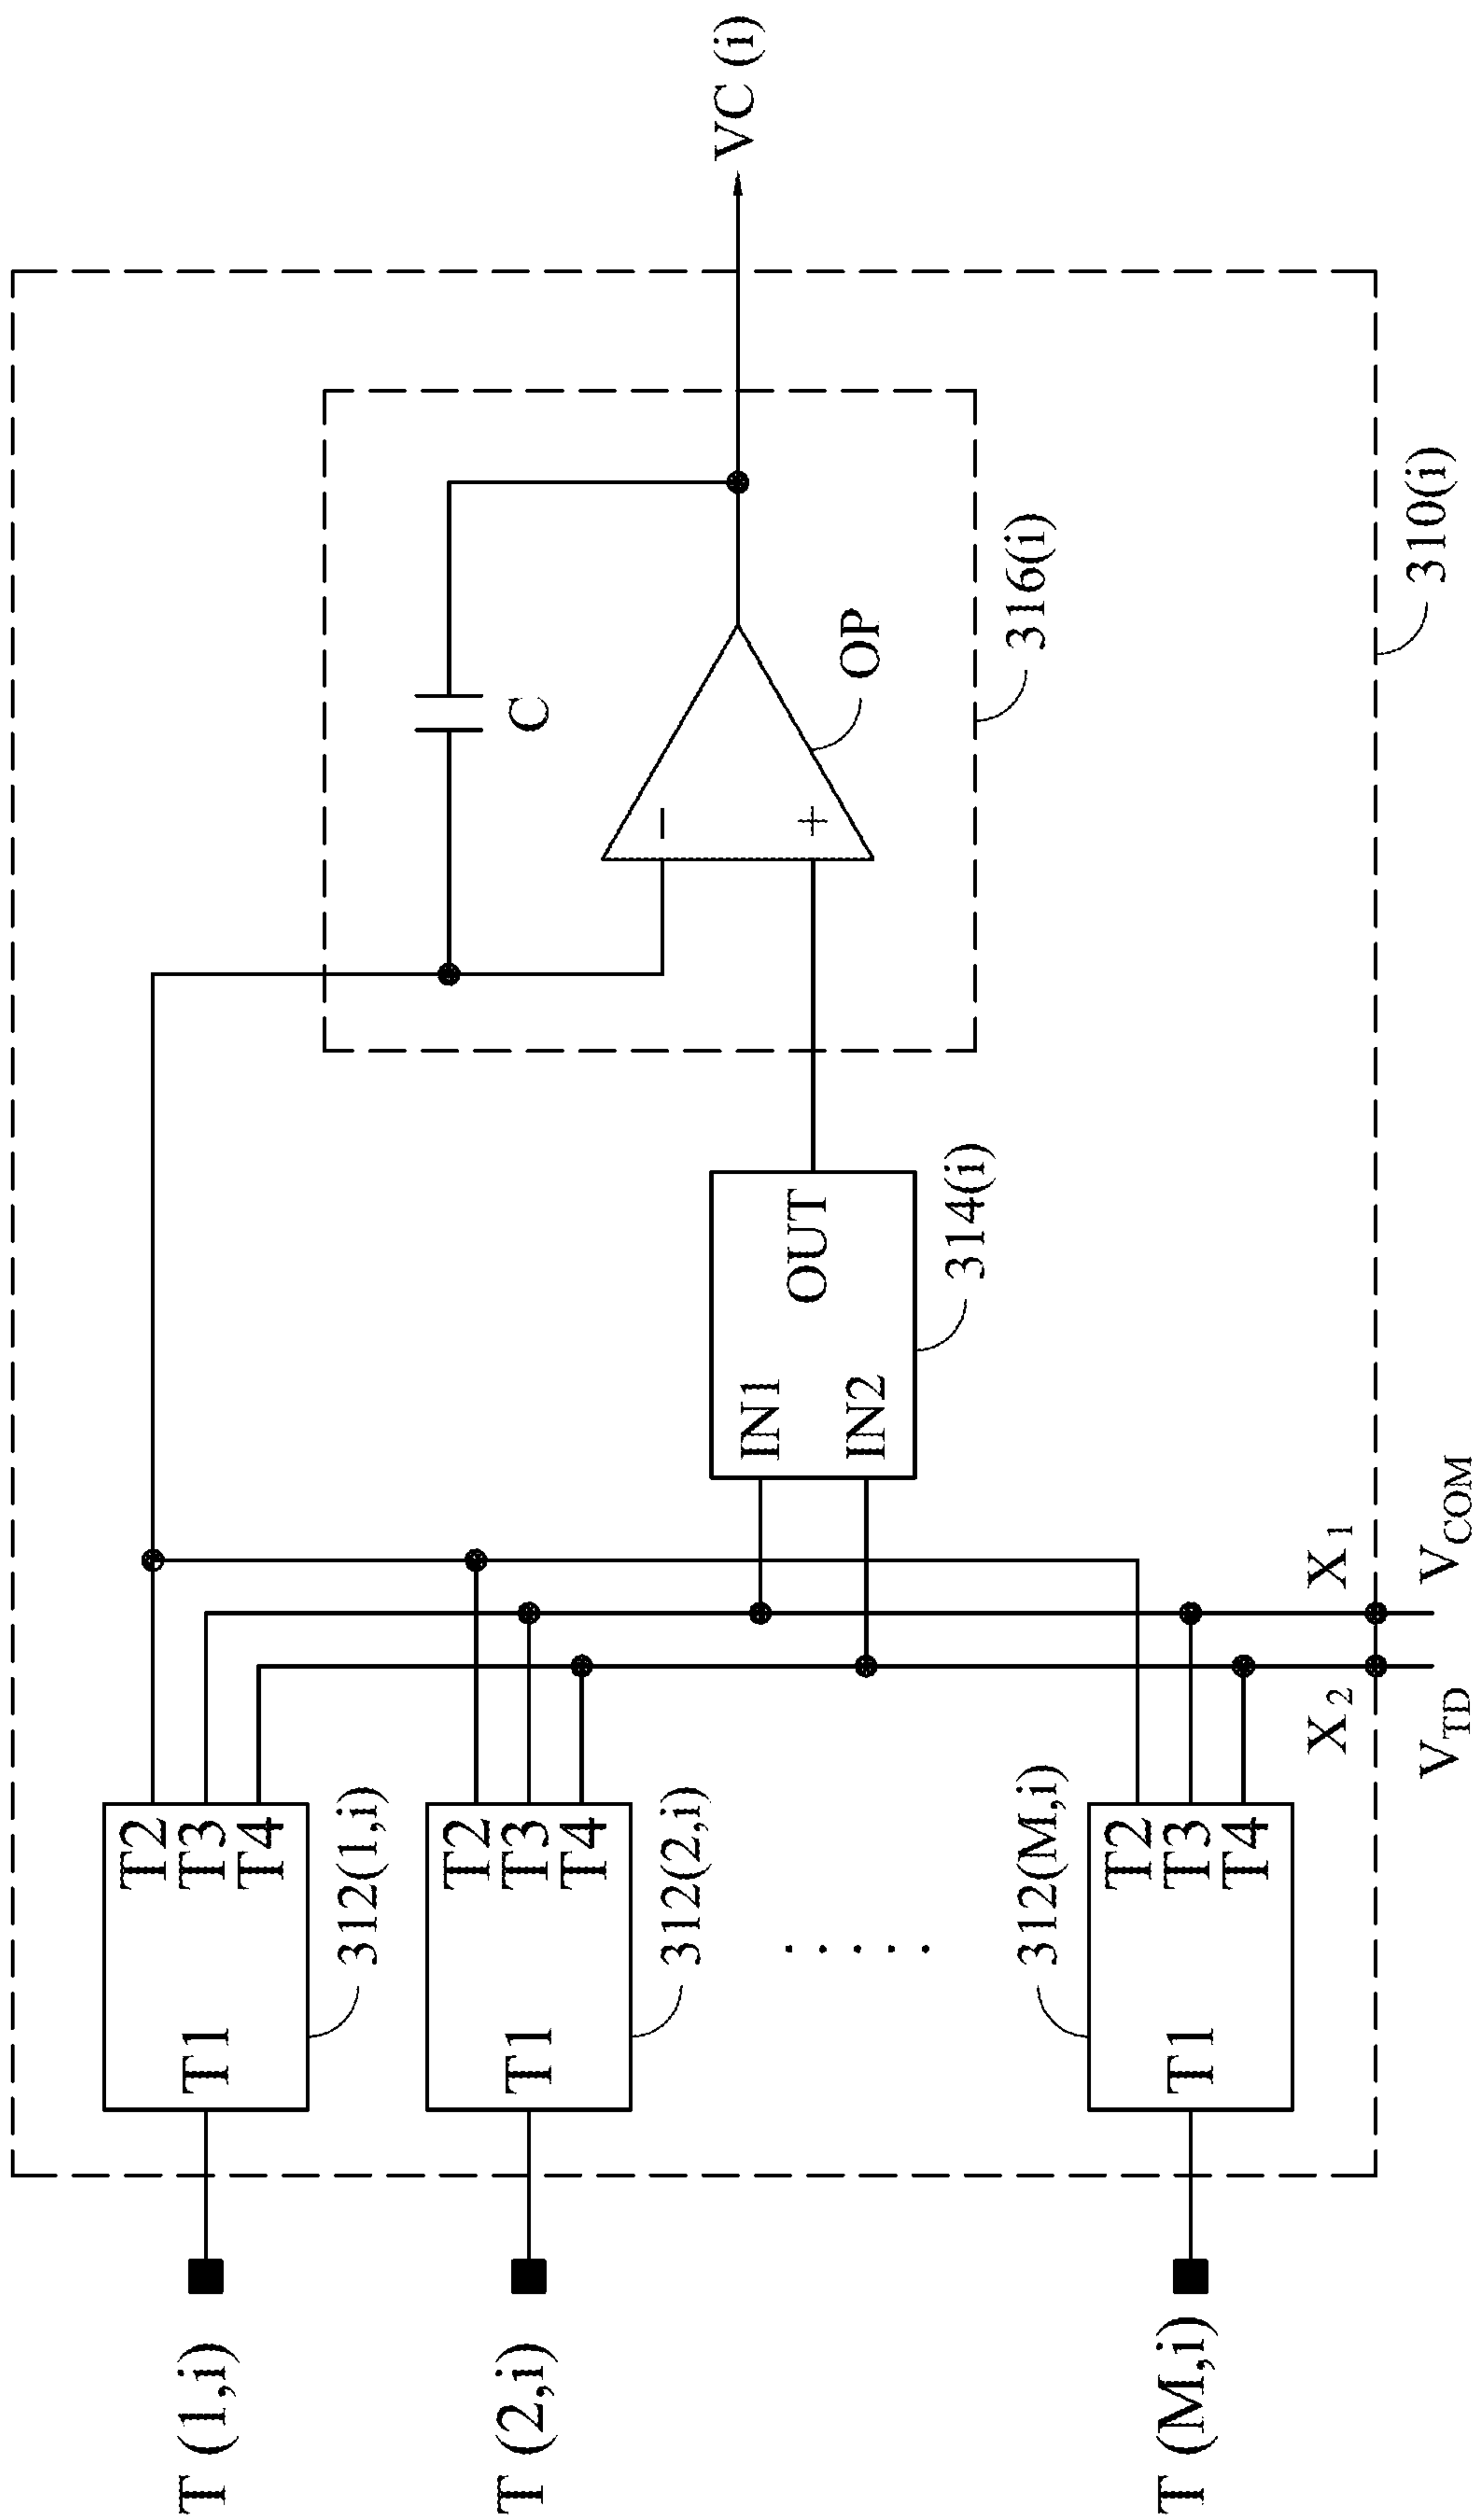 T (1,i)
T1
T2
T3
T4
312(1,i)
T (2,i)
T1
T2
T3
T4
312(2,i)
.....
T (M,i)
312(M,i)
T1
T2
T3
T4
X1
VCOM
X2
VTD
IN1
IN2
OUT
314(i)
C
−
+
OP
316(i)
310(i)
VC (i)